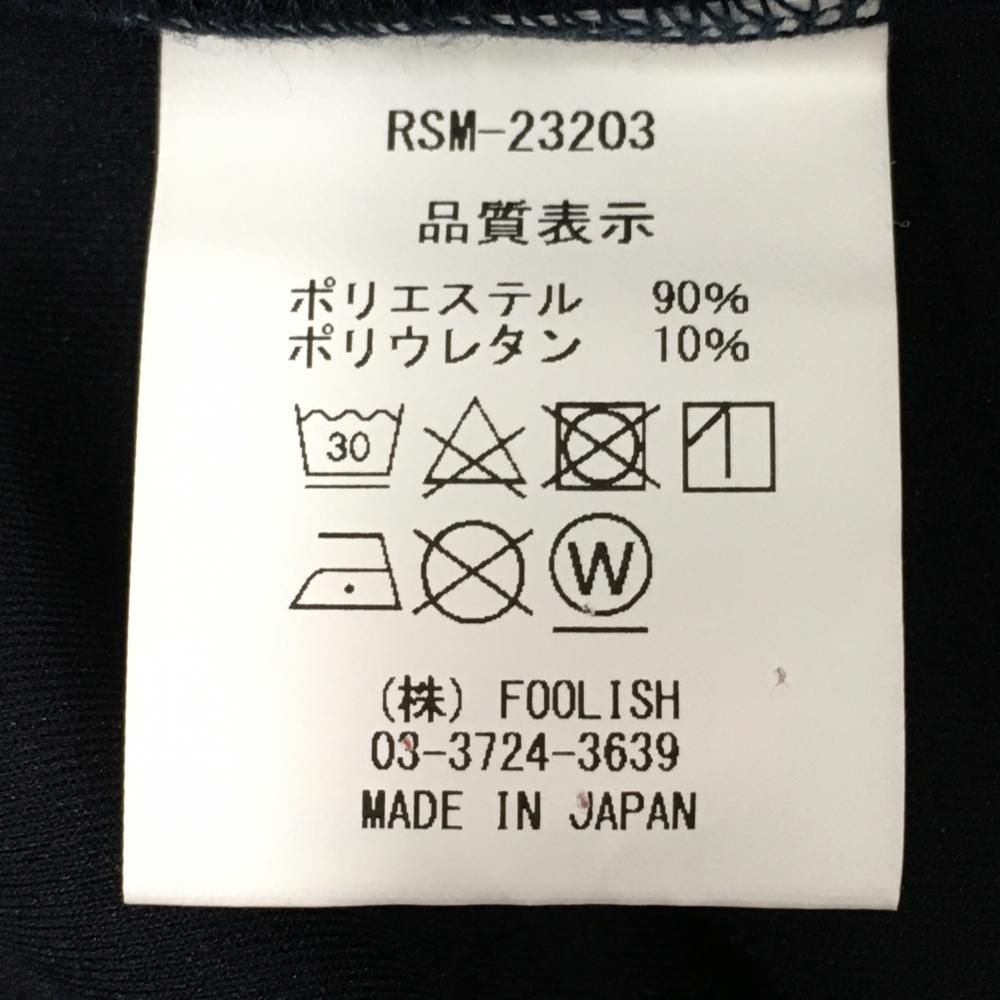 RSM-23203
品質表示
ポリエステル 90%
ポリウレタン 10%
30
W
(株) FOOLISH
03-3724-3639
MADE IN JAPAN